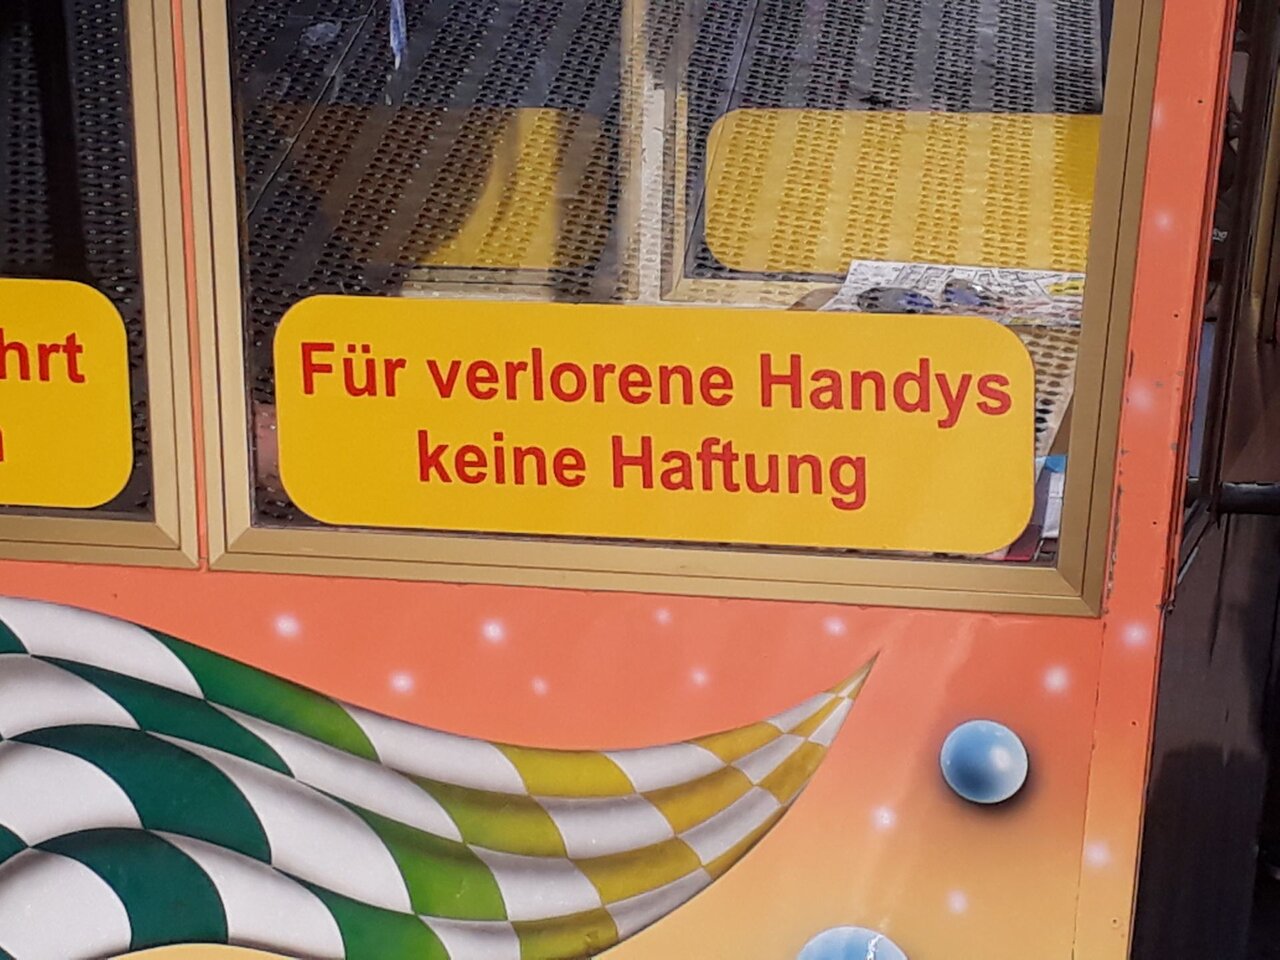 Für verlorene Handys
keine Haftung